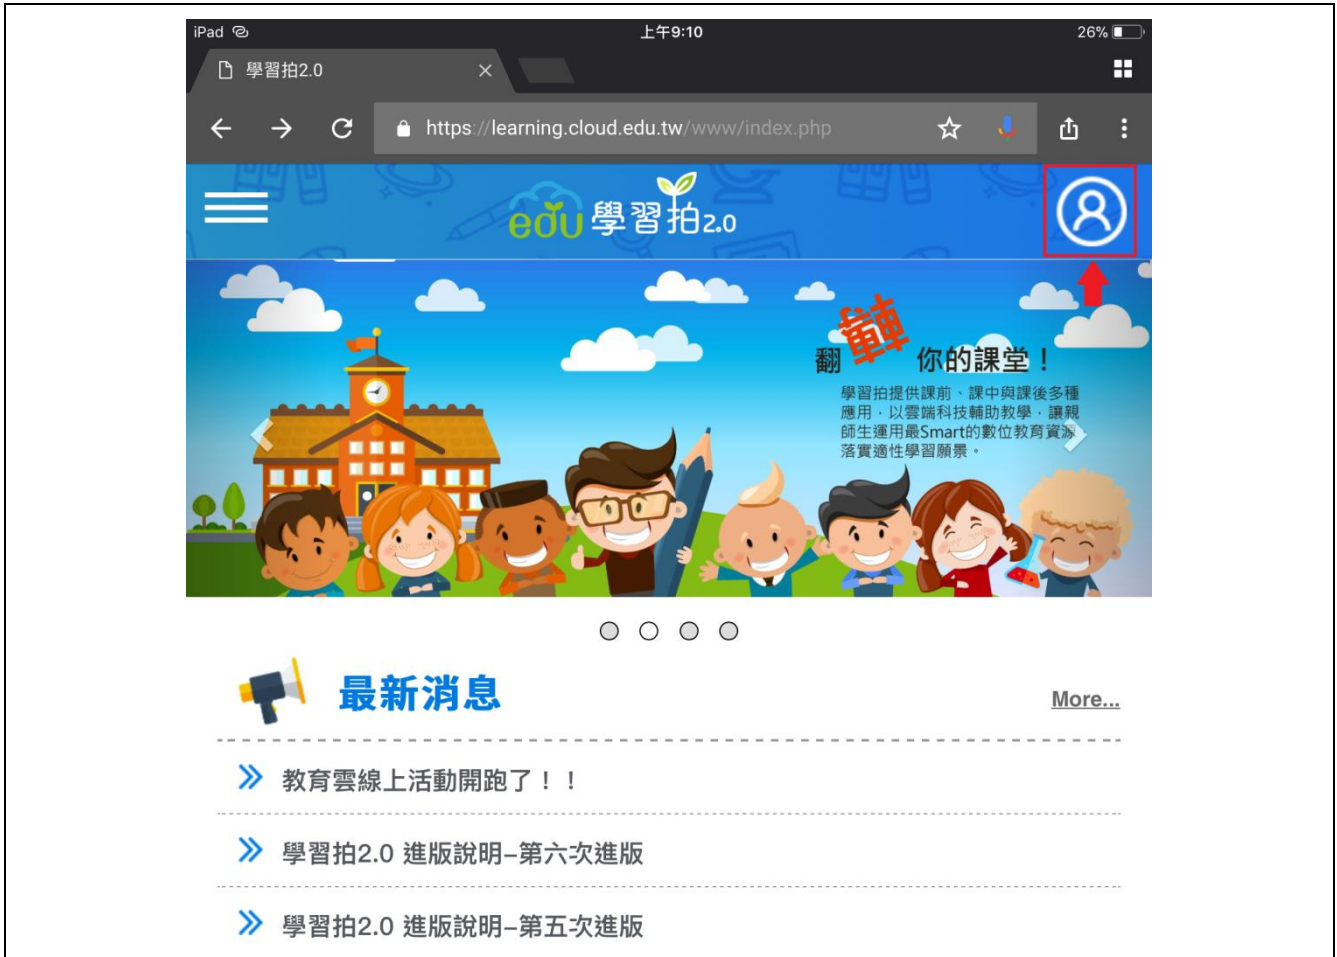 iPad 上午9:10 26%
學習拍2.0
https://learning.cloud.edu.tw/www/index.php
edu 學習拍2.0
翻轉你的課堂！
學習拍提供課前、課中與課後多種
應用，以雲端科技輔助教學，讓親
師生運用最Smart的數位教育資源
落實適性學習願景。
最新消息
More...
教育雲線上活動開跑了！！
學習拍2.0 進版說明–第六次進版
學習拍2.0 進版說明–第五次進版